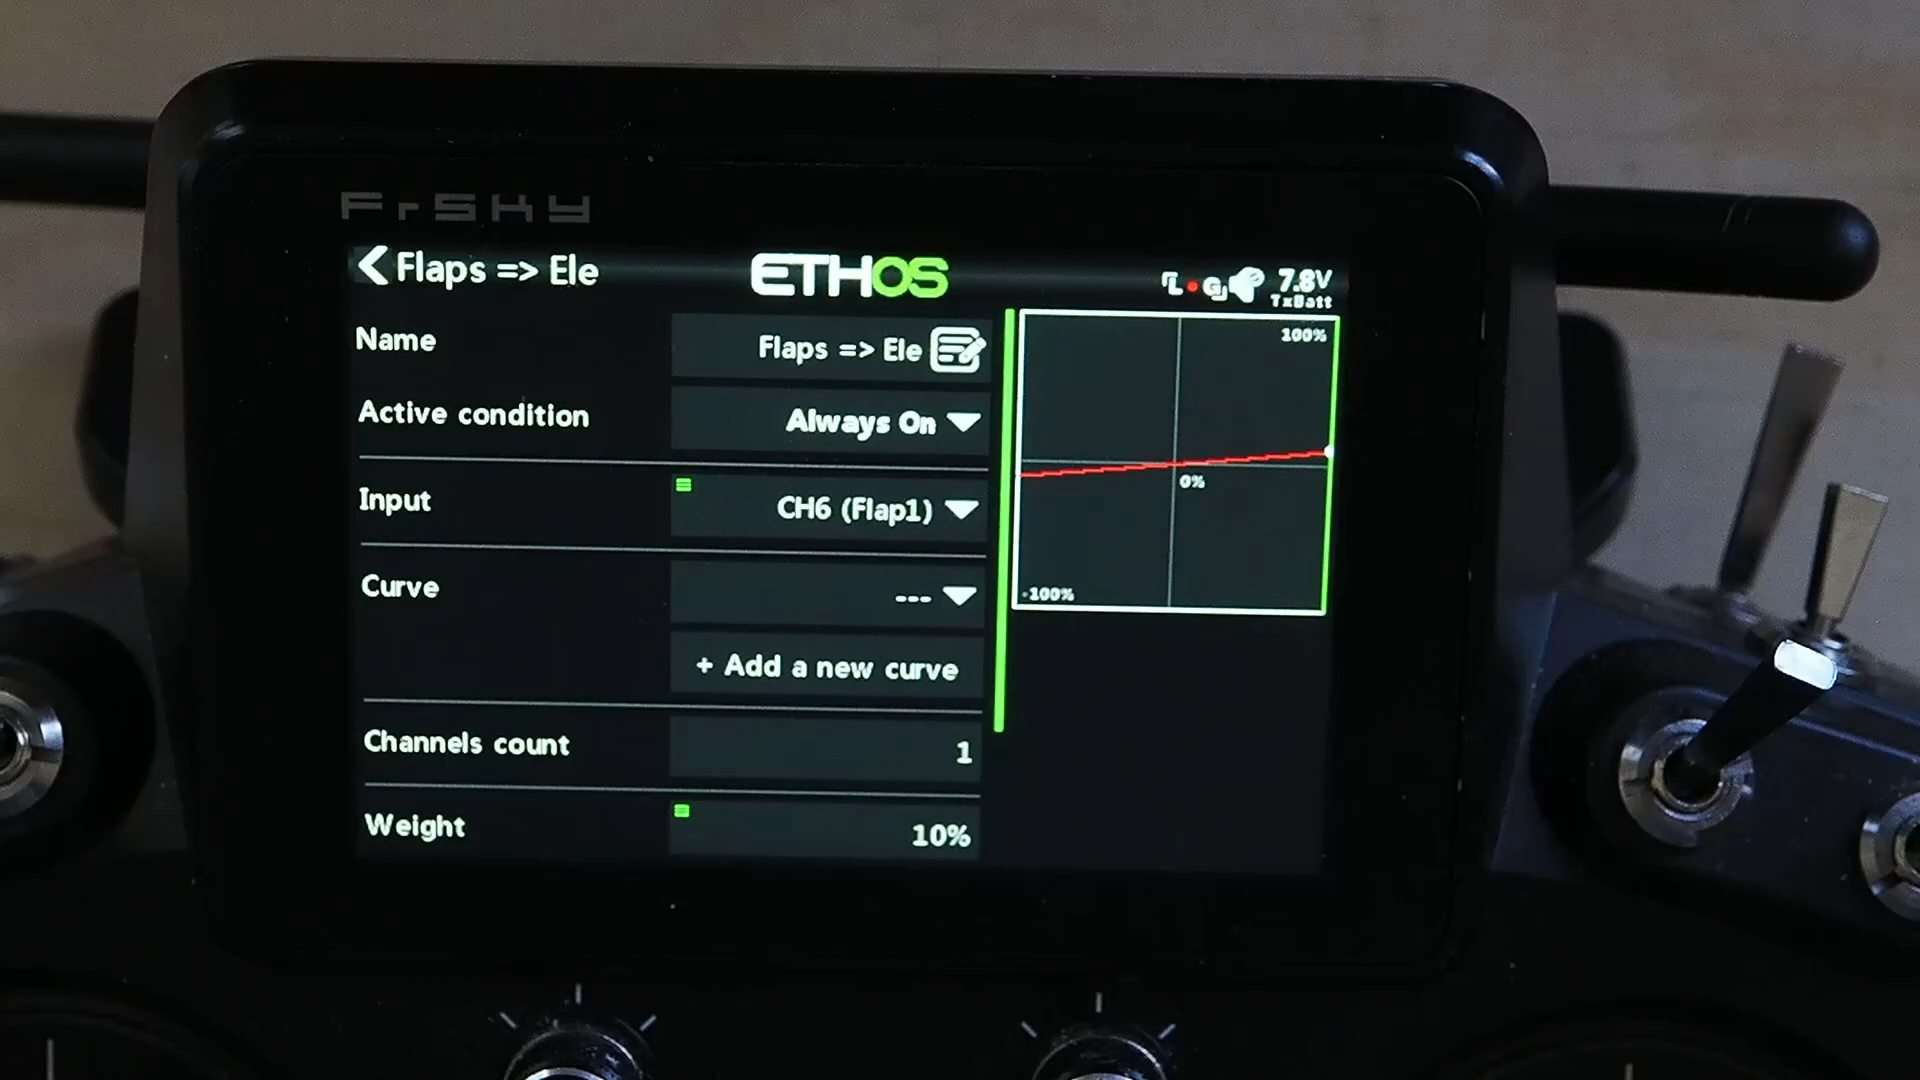 FrSKY
Flaps => Ele
ETHOS
7.8V
TxBatt
Name
Flaps => Ele
100%
Active condition
Always On
Input
CH6 (Flap1)
0%
Curve
---
-100%
+ Add a new curve
Channels count
1
Weight
10%